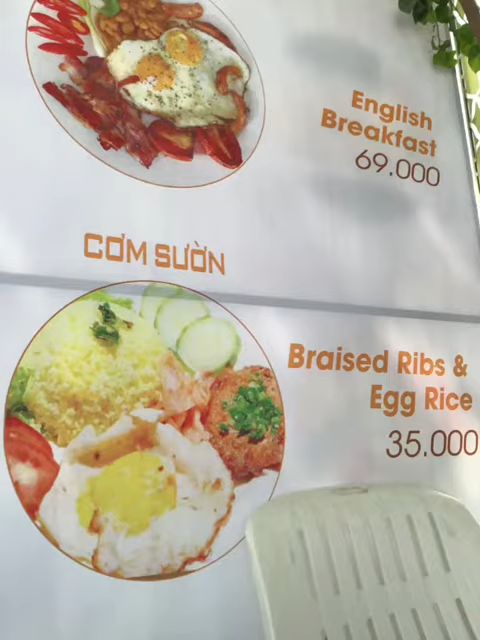 English
Breakfast
69.000
CƠM SƯỜN
Braised Ribs &
Egg Rice
35.000